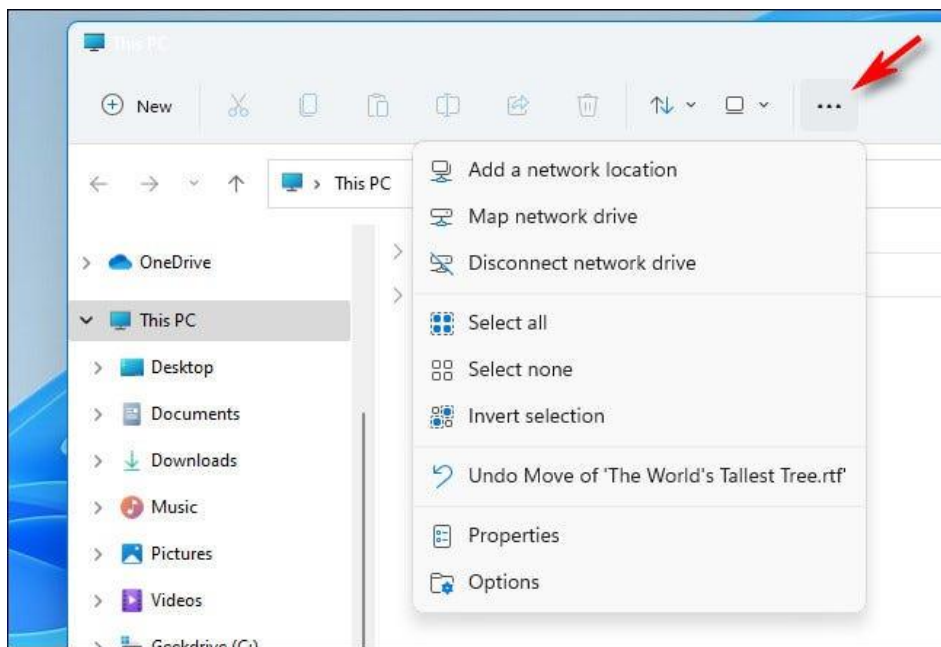 This PC
New
This PC
Add a network location
Map network drive
Disconnect network drive
Select all
Select none
Invert selection
Undo Move of 'The World's Tallest Tree.rtf'
Properties
Options
OneDrive
This PC
Desktop
Documents
Downloads
Music
Pictures
Videos
Geekdrive (C:)